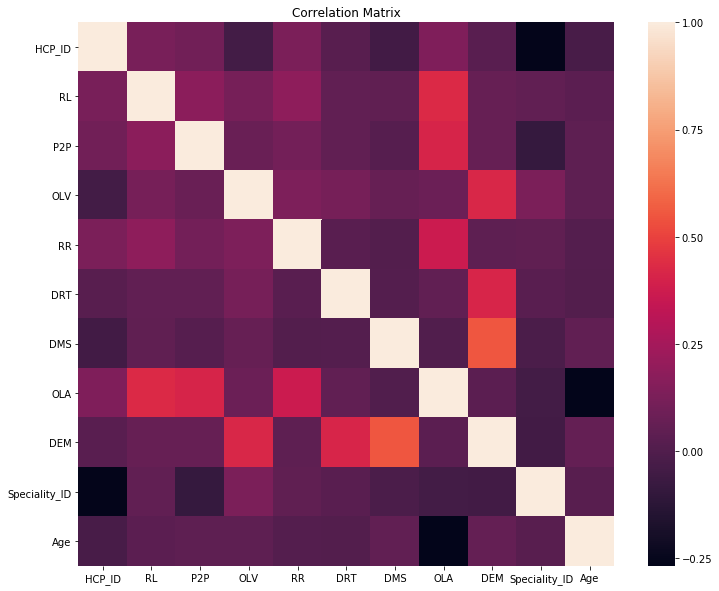 Correlation Matrix
HCP_ID
RL
P2P
OLV
RR
DRT
DMS
OLA
DEM
Speciality_ID
Age
HCP_ID RL P2P OLV RR DRT DMS OLA DEM Speciality_ID Age
1.00
0.75
0.50
0.25
0.00
−0.25